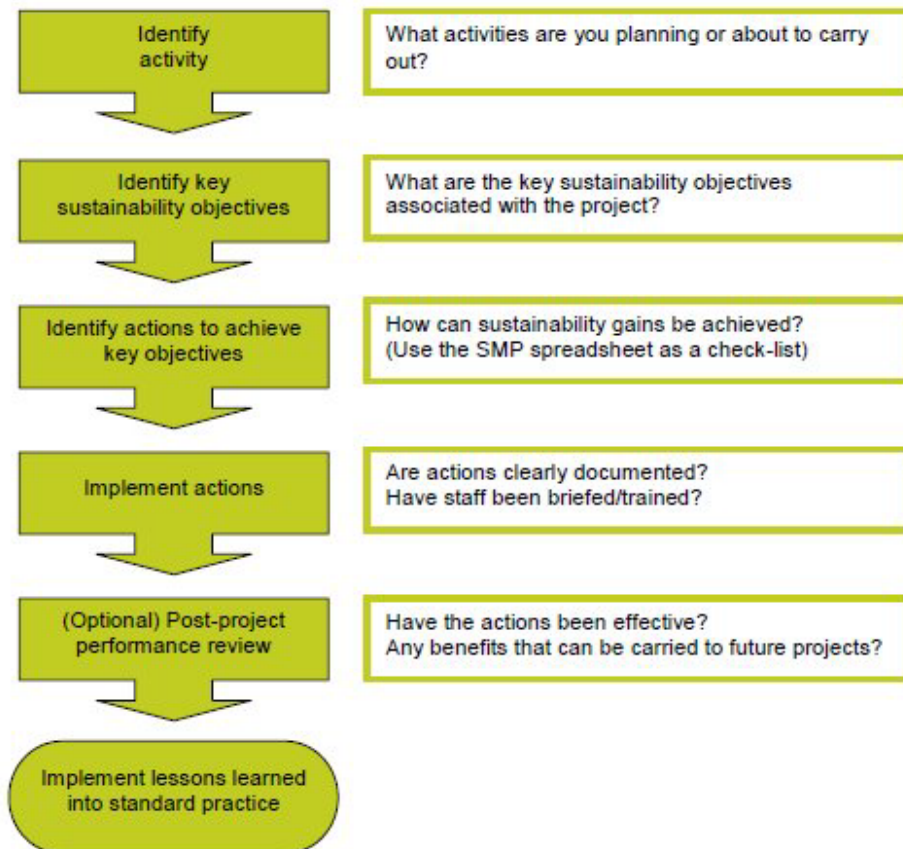 Identify
activity
What activities are you planning or about to carry
out?
Identify key
sustainability objectives
What are the key sustainability objectives
associated with the project?
Identify actions to achieve
key objectives
How can sustainability gains be achieved?
(Use the SMP spreadsheet as a check-list)
Implement actions
Are actions clearly documented?
Have staff been briefed/trained?
(Optional) Post-project
performance review
Have the actions been effective?
Any benefits that can be carried to future projects?
Implement lessons learned
into standard practice